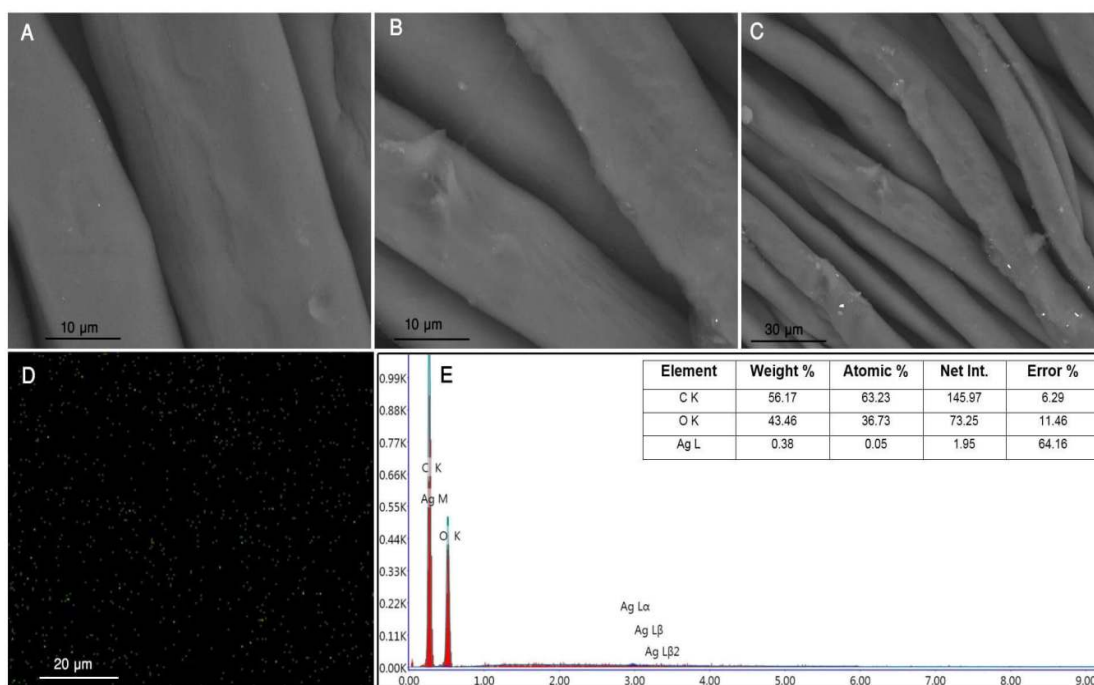 A
B
C
10 µm
10 µm
30 µm
D
E
20 µm
Element Weight % Atomic % Net Int. Error %
C K 56.17 63.23 145.97 6.29
O K 43.46 36.73 73.25 11.46
Ag L 0.38 0.05 1.95 64.16
0.99K
0.88K
0.77K
0.66K
0.55K
0.44K
0.33K
0.22K
0.11K
0.00K
C K
Ag M
O K
Ag Lα
Ag Lβ
Ag Lβ2
0.00 1.00 2.00 3.00 4.00 5.00 6.00 7.00 8.00 9.00